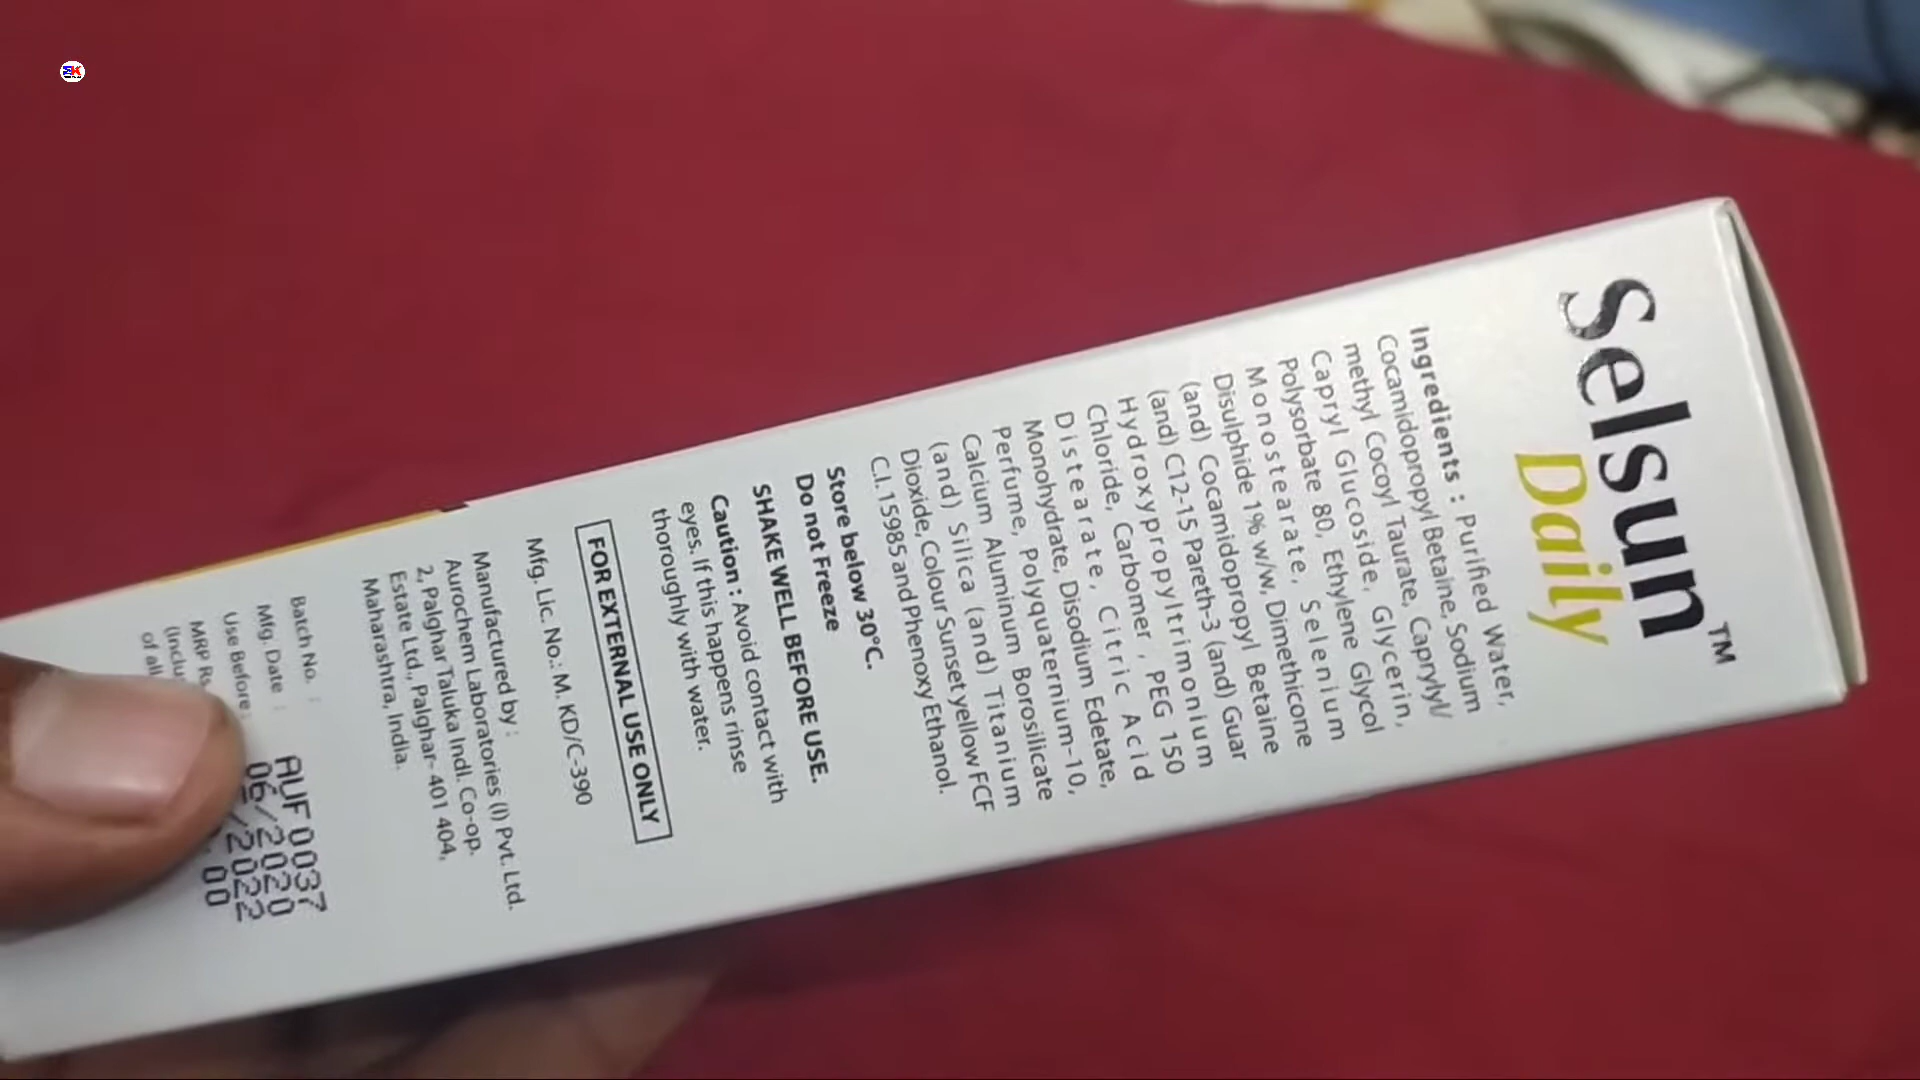 Selsun™
Daily
Ingredients : Purified Water,
Cocamidopropyl Betaine, Sodium
methyl Cocoyl Taurate, Caprylyl/
Capryl Glucoside, Glycerin,
Polysorbate 80, Ethylene Glycol
Monostearate, Selenium
Disulphide 1% w/w, Dimethicone
(and) Cocamidopropyl Betaine
(and) C12-15 Pareth-3 (and) Guar
Hydroxypropyltrimonium
Chloride, Carbomer, PEG 150
Distearate, Citric Acid
Monohydrate, Disodium Edetate,
Perfume, Polyquaternium-10,
Calcium Aluminum Borosilicate
(and) Silica (and) Titanium
Dioxide, Colour Sunset yellow FCF
C.I. 15985 and Phenoxy Ethanol.
Store below 30°C.
Do not Freeze
SHAKE WELL BEFORE USE.
Caution : Avoid contact with
eyes. If this happens rinse
thoroughly with water.
FOR EXTERNAL USE ONLY
Mfg. Lic. No.: M. KD/C-390
Manufactured by :
Aurochem Laboratories (I) Pvt. Ltd.
2, Palghar Taluka Indl. Co-op.
Estate Ltd., Palghar- 401 404,
Maharashtra, India.
Batch No. : AUF0037
Mfg. Date : 06/2020
Use Before: /2022
MRP Rs. 00
of all